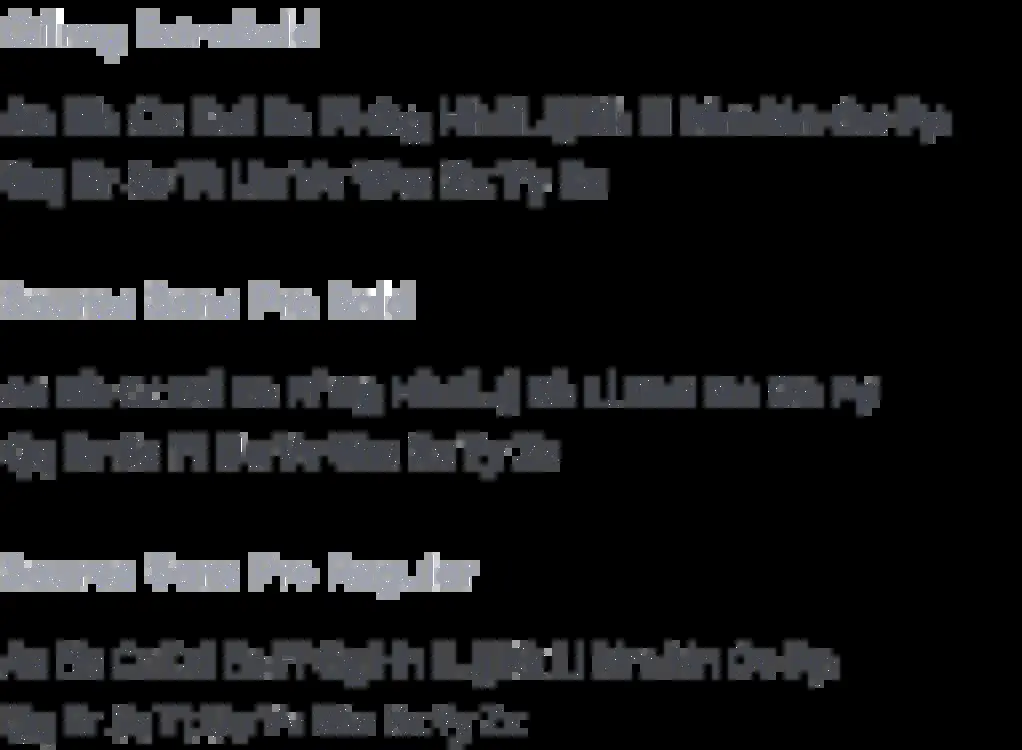 Gilroy Extrabold
Aa Bb Cc Dd Ee Ff Gg Hh Ii Jj Kk Ll Mm Nn Oo Pp
Qq Rr Ss Tt Uu Vv Ww Xx Yy Zz
Source Sans Pro Bold
Aa Bb Cc Dd Ee Ff Gg Hh Ii Jj Kk Ll Mm Nn Oo Pp
Qq Rr Ss Tt Uu Vv Ww Xx Yy Zz
Source Sans Pro Regular
Aa Bb Cc Dd Ee Ff Gg Hh Ii Jj Kk Ll Mm Nn Oo Pp
Qq Rr Ss Tt Uu Vv Ww Xx Yy Zz